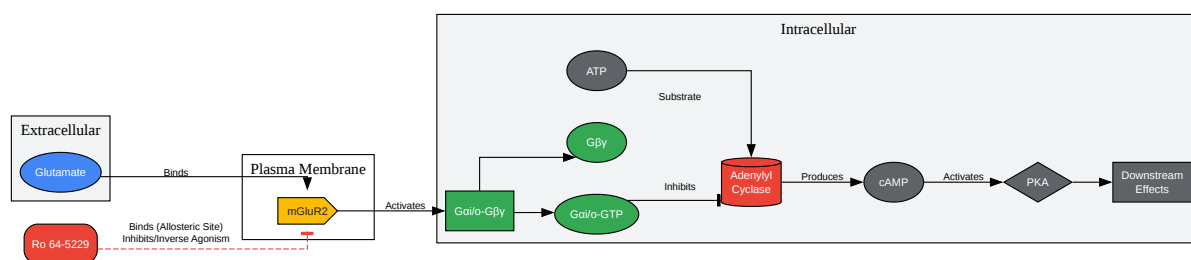 Intracellular
ATP
Substrate
Extracellular
Glutamate
Binds
Plasma Membrane
mGluR2
Activates
Gαi/o-Gβγ
Gβγ
Gαi/o-GTP
Inhibits
Adenylyl
Cyclase
Produces
cAMP
Activates
PKA
Downstream
Effects
Ro 64-5229
Binds (Allosteric Site)
Inhibits/Inverse Agonism